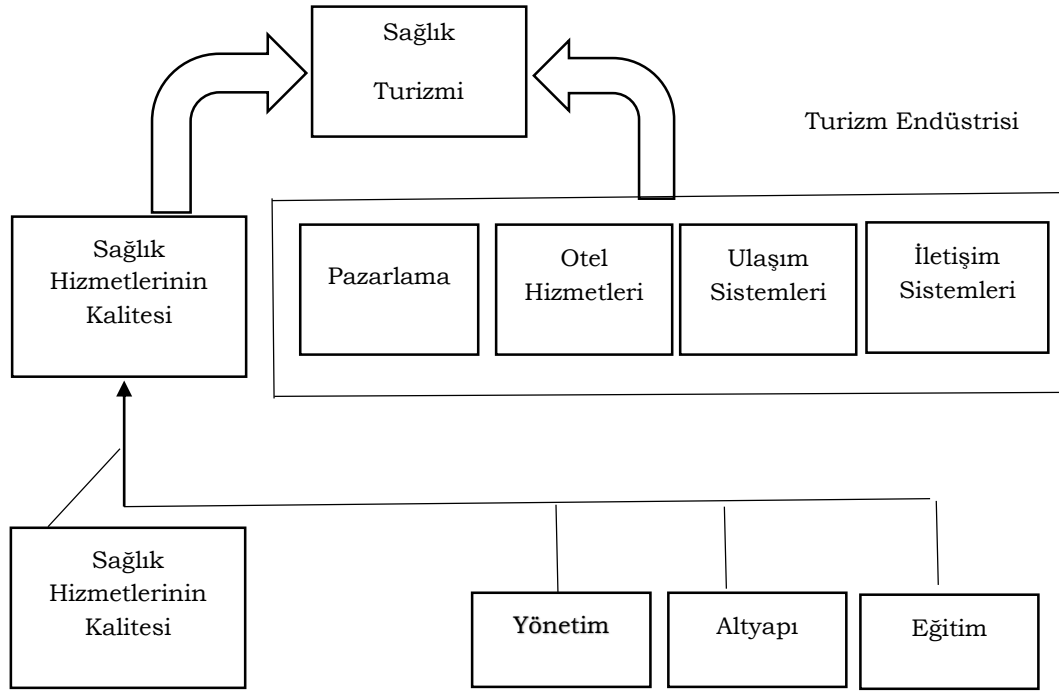 Sağlık
Turizmi
Turizm Endüstrisi
Sağlık
Hizmetlerinin
Kalitesi
Pazarlama
Otel
Hizmetleri
Ulaşım
Sistemleri
İletişim
Sistemleri
Sağlık
Hizmetlerinin
Kalitesi
Yönetim
Altyapı
Eğitim